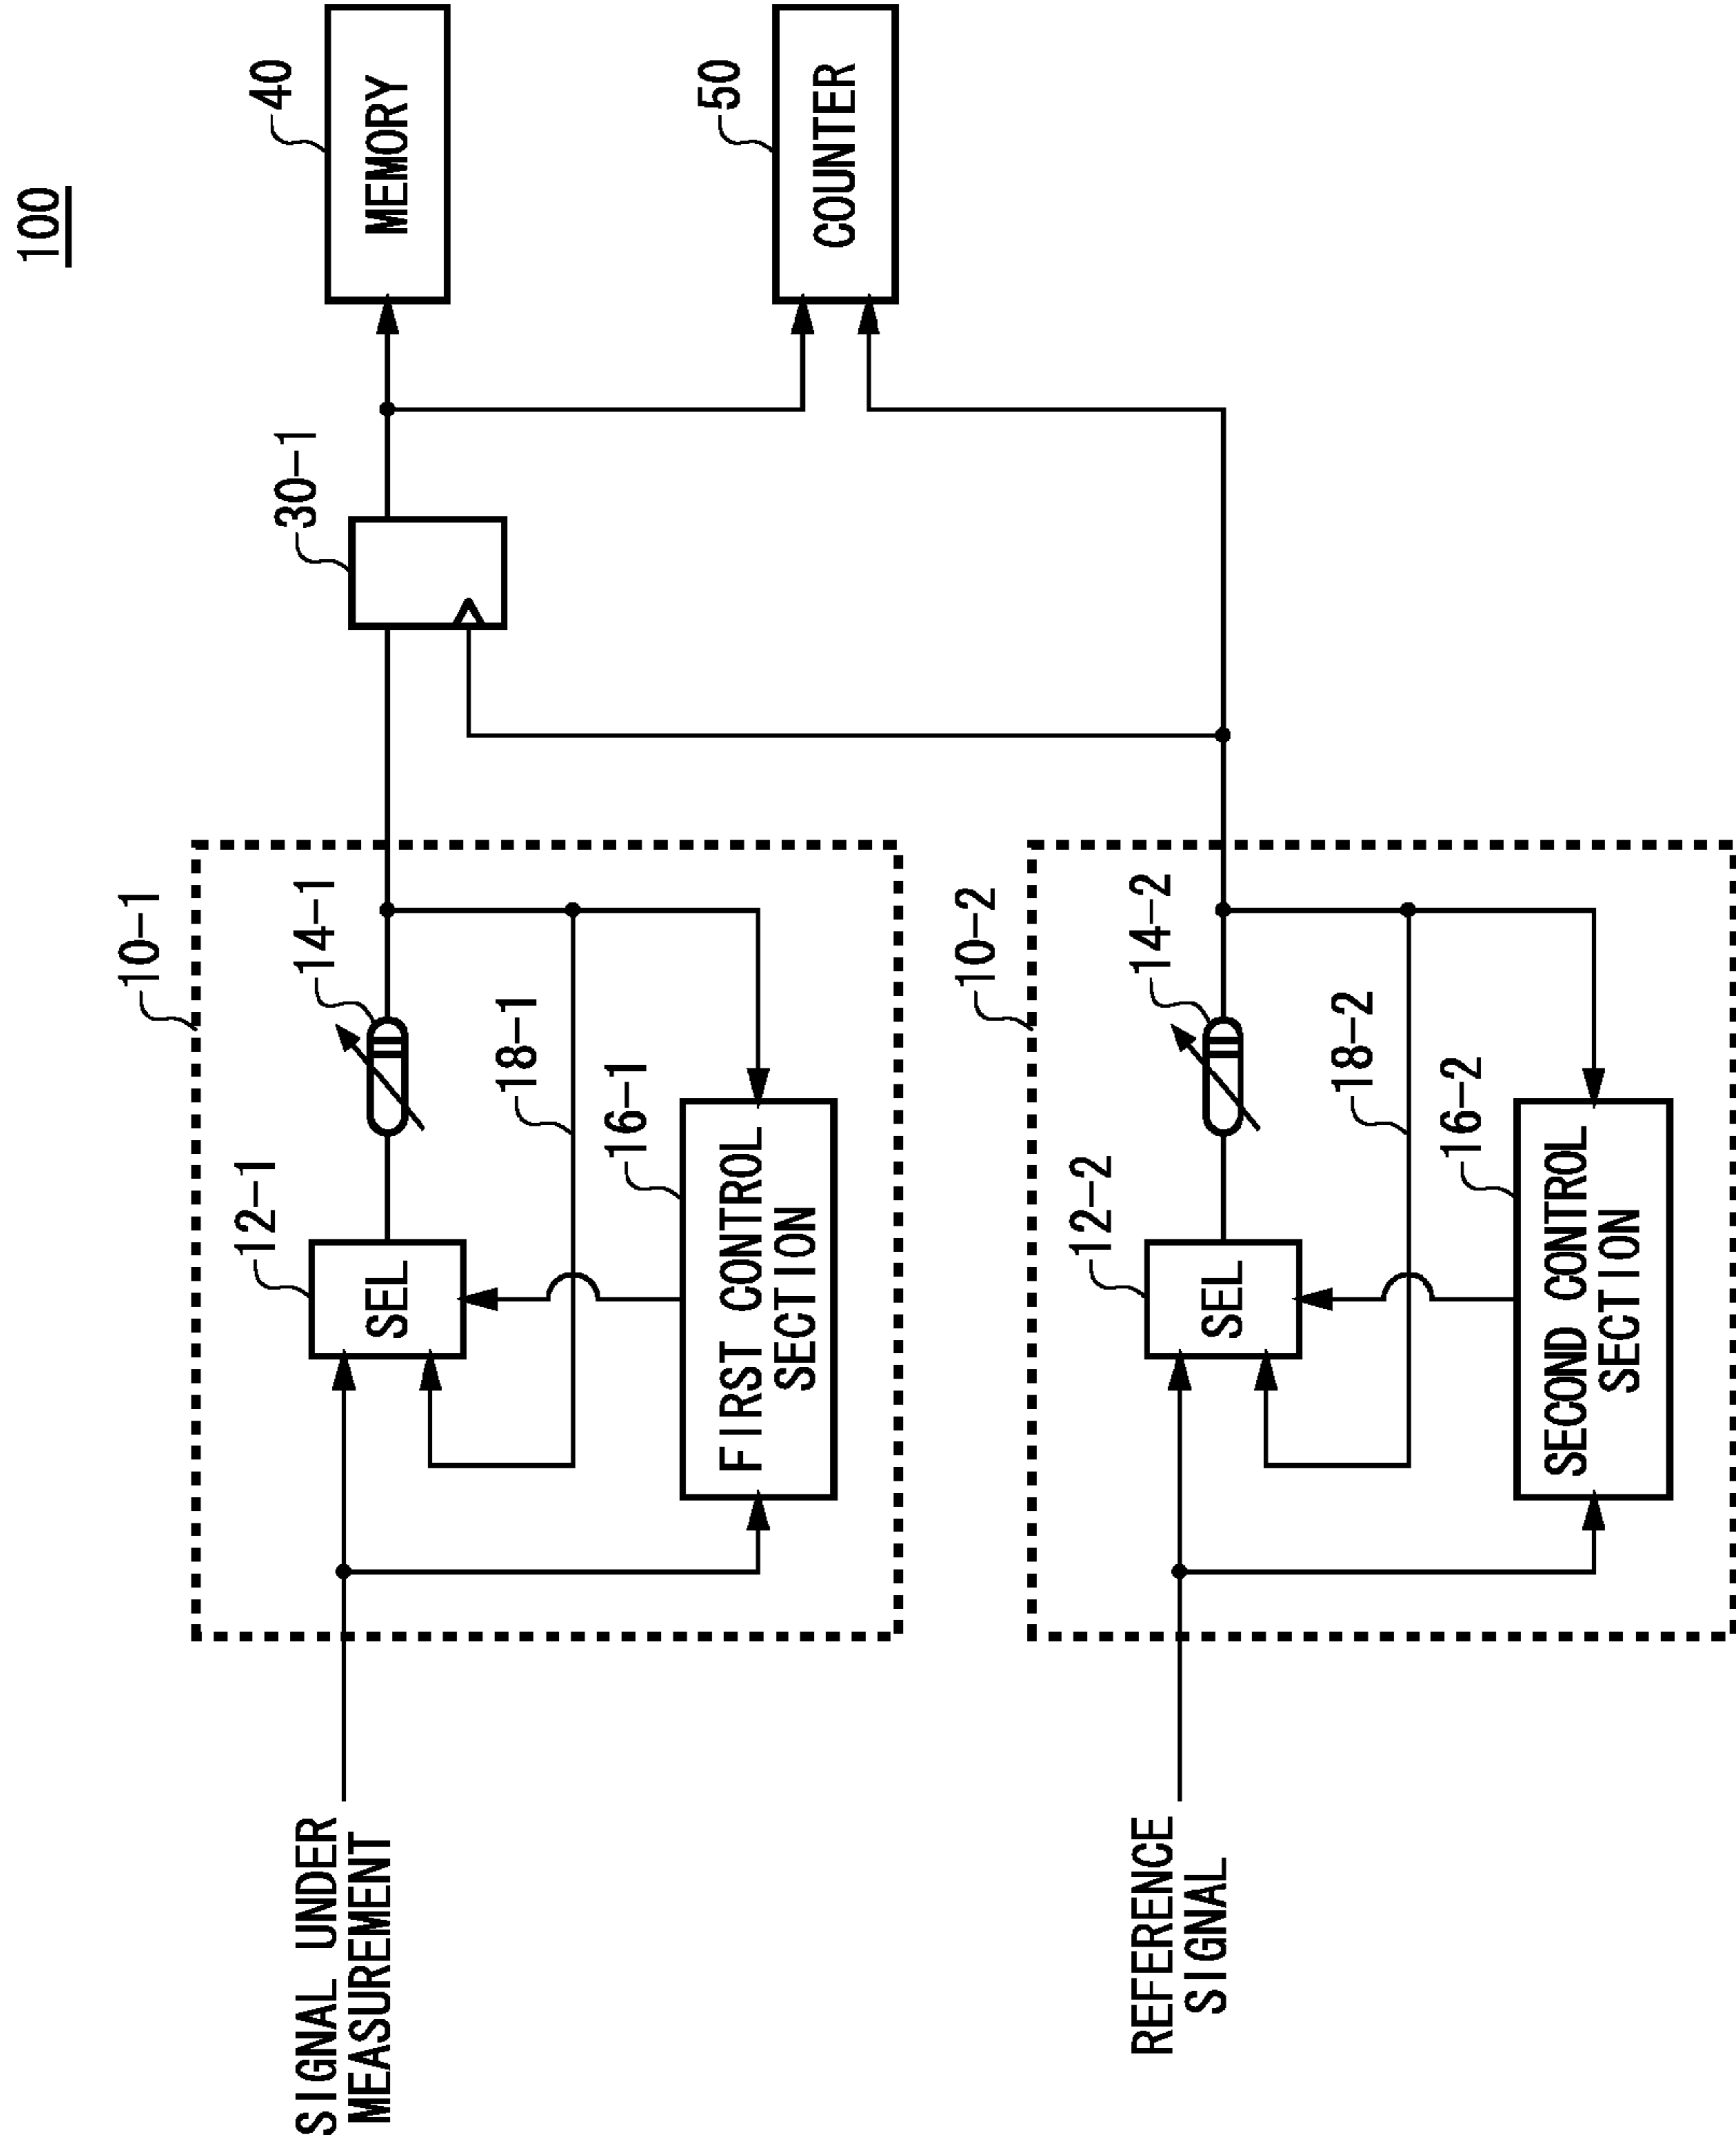 100
10-1
12-1
14-1
30-1
40
SIGNAL UNDER
MEASUREMENT
SEL
MEMORY
18-1
16-1
50
FIRST CONTROL
SECTION
COUNTER
10-2
12-2
14-2
REFERENCE
SIGNAL
SEL
18-2
16-2
SECOND CONTROL
SECTION